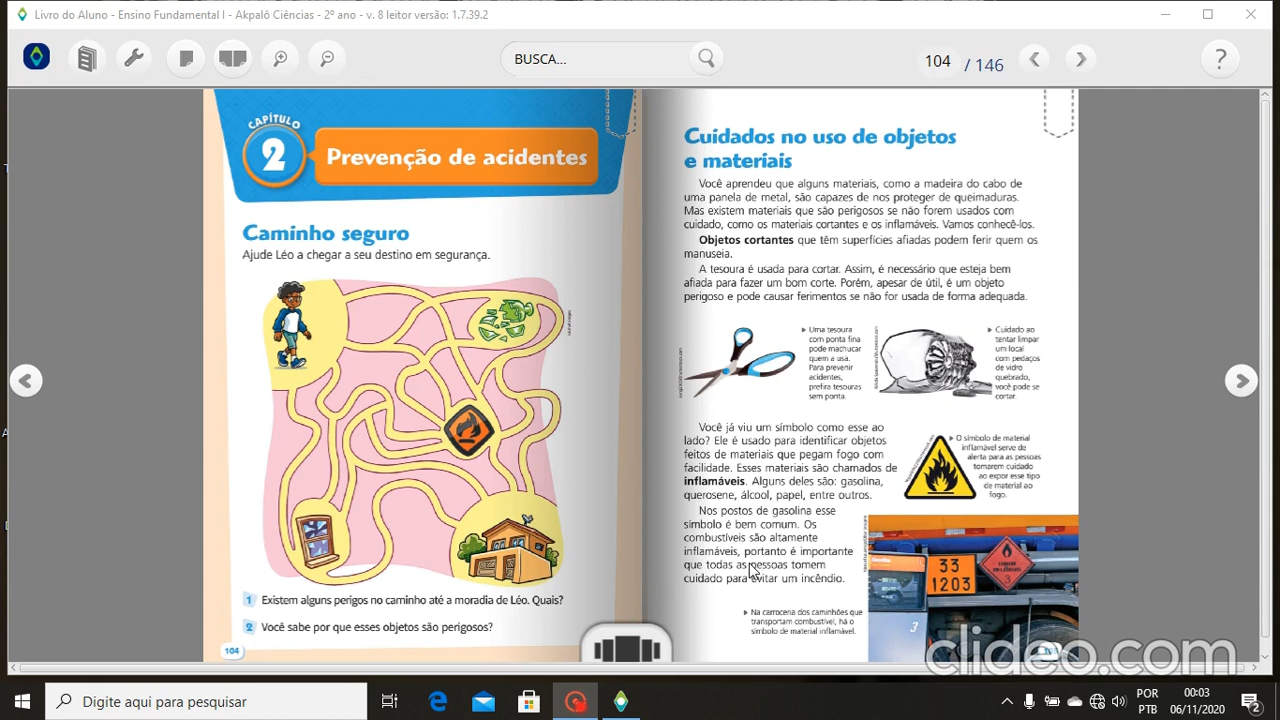 Livro do Aluno - Ensino Fundamental I - Akpalô Ciências - 2º ano - v. 8 leitor versão: 1.7.39.2
BUSCA...
104 / 146
?
CAPÍTULO
2
Prevenção de acidentes
Caminho seguro
Ajude Léo a chegar a seu destino em segurança.
1 Existem alguns perigos no caminho até a moradia de Léo. Quais?
2 Você sabe por que esses objetos são perigosos?
104
Cuidados no uso de objetos
e materiais
Você aprendeu que alguns materiais, como a madeira do cabo de
uma panela de metal, são capazes de nos proteger de queimaduras.
Mas existem materiais que são perigosos se não forem usados com
cuidado, como os materiais cortantes e os inflamáveis. Vamos conhecê-los.
Objetos cortantes que têm superfícies afiadas podem ferir quem os
manuseia.
A tesoura é usada para cortar. Assim, é necessário que esteja bem
afiada para fazer um bom corte. Porém, apesar de útil, é um objeto
perigoso e pode causar ferimentos se não for usada de forma adequada.
Uma tesoura
com ponta fina
pode machucar
quem a usa.
Para prevenir
acidentes,
prefira tesouras
sem ponta.
Cuidado ao
tentar limpar
um local
com pedaços
de vidro
quebrado,
você pode se
cortar.
Você já viu um símbolo como esse ao
lado? Ele é usado para identificar objetos
feitos de materiais que pegam fogo com
facilidade. Esses materiais são chamados de
inflamáveis. Alguns deles são: gasolina,
querosene, álcool, papel, entre outros.
O símbolo de material
inflamável serve de
alerta para as pessoas
tomarem cuidado
ao expor esse tipo
de material ao
fogo.
Nos postos de gasolina esse
símbolo é bem comum. Os
combustíveis são altamente
inflamáveis, portanto é importante
que todas as pessoas tomem
cuidado para evitar um incêndio.
Na carroceria dos caminhões que
transportam combustível, há o
símbolo de material inflamável.
33
1203
3
3
clideo.com
Digite aqui para pesquisar
POR
PTB
00:03
06/11/2020
2